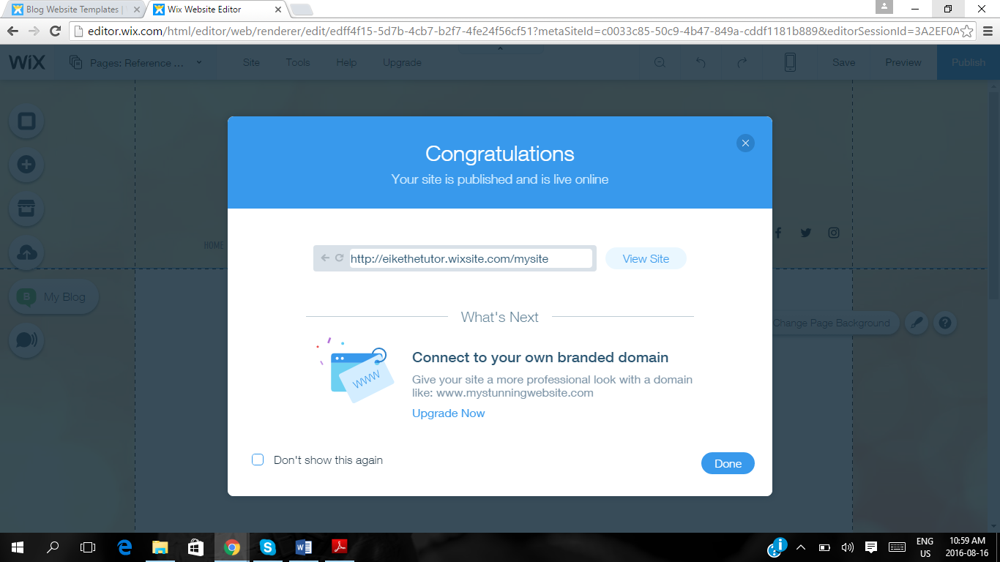 Blog Website Templates |
Wix Website Editor
editor.wix.com/html/editor/web/renderer/edit/edff4f15-5d7b-4cb7-b2f7-4fe24f56cf51?metaSiteId=c0033c85-50c9-4b47-849a-cddf1181b889&editorSessionId=3A2EF0A
WiX Pages: Reference ... Site Tools Help Upgrade Save Preview Publish
Congratulations
Your site is published and is live online
HOME
http://eikethetutor.wixsite.com/mysite View Site
B My Blog
What's Next
Change Page Background ?
WWW
Connect to your own branded domain
Give your site a more professional look with a domain
like: www.mystunningwebsite.com
Upgrade Now
Don't show this again
Done
ENG
US
10:59 AM
2016-08-16